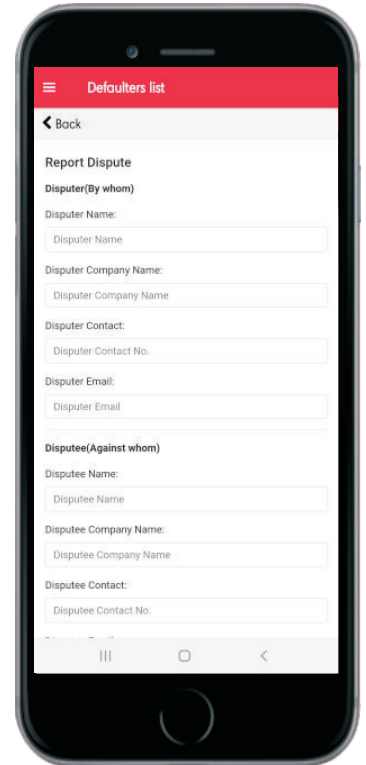 Defaulters list
Back
Report Dispute
Disputer(By whom)
Disputer Name:
Disputer Name
Disputer Company Name:
Disputer Company Name
Disputer Contact:
Disputer Contact No.
Disputer Email:
Disputer Email
Disputee(Against whom)
Disputee Name:
Disputee Name
Disputee Company Name:
Disputee Company Name
Disputee Contact:
Disputee Contact No.